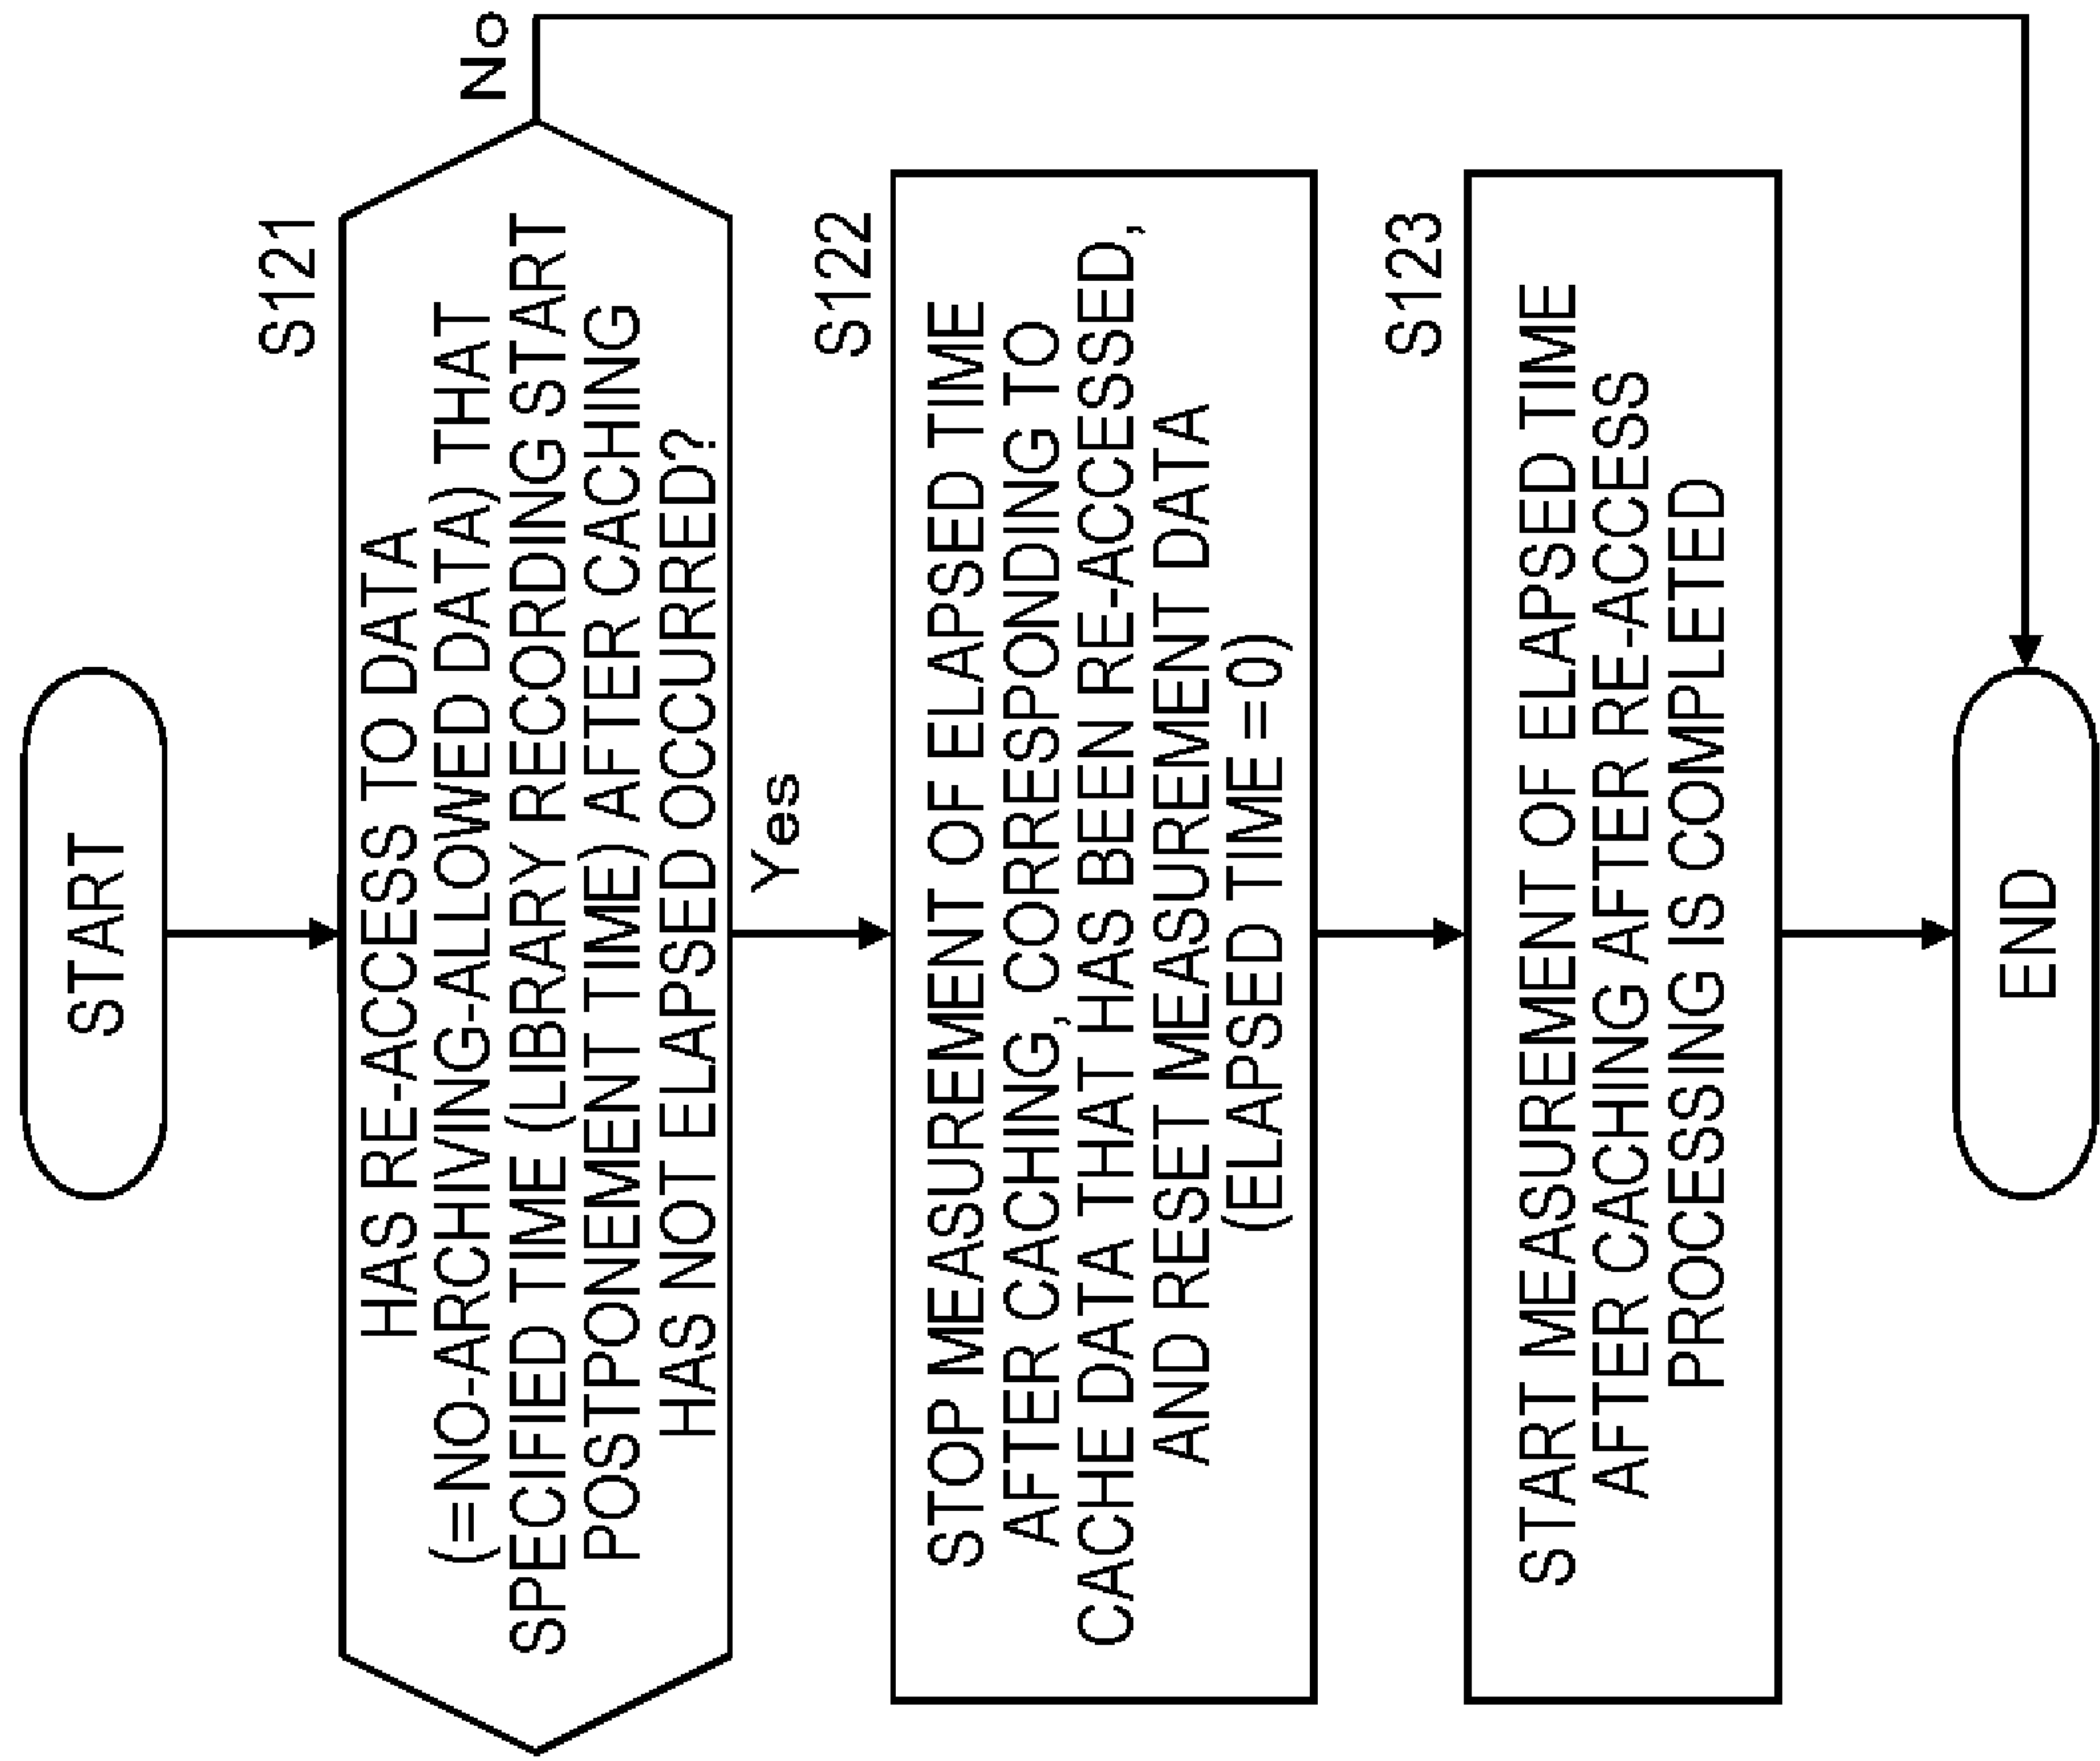 START
S121
HAS RE-ACCESS TO DATA
(=NO-ARCHIVING-ALLOWED DATA) THAT
SPECIFIED TIME (LIBRARY RECORDING START
POSTPONEMENT TIME) AFTER CACHING
HAS NOT ELAPSED OCCURRED?
No
Yes
S122
STOP MEASUREMENT OF ELAPSED TIME
AFTER CACHING, CORRESPONDING TO
CACHE DATA THAT HAS BEEN RE-ACCESSED,
AND RESET MEASUREMENT DATA
(ELAPSED TIME=0)
S123
START MEASUREMENT OF ELAPSED TIME
AFTER CACHING AFTER RE-ACCESS
PROCESSING IS COMPLETED
END